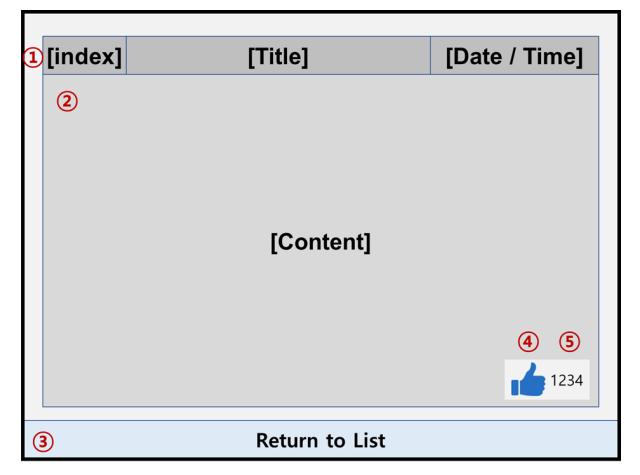 ① [index] [Title] [Date / Time]
②
[Content]
④ ⑤
1234
③ Return to List